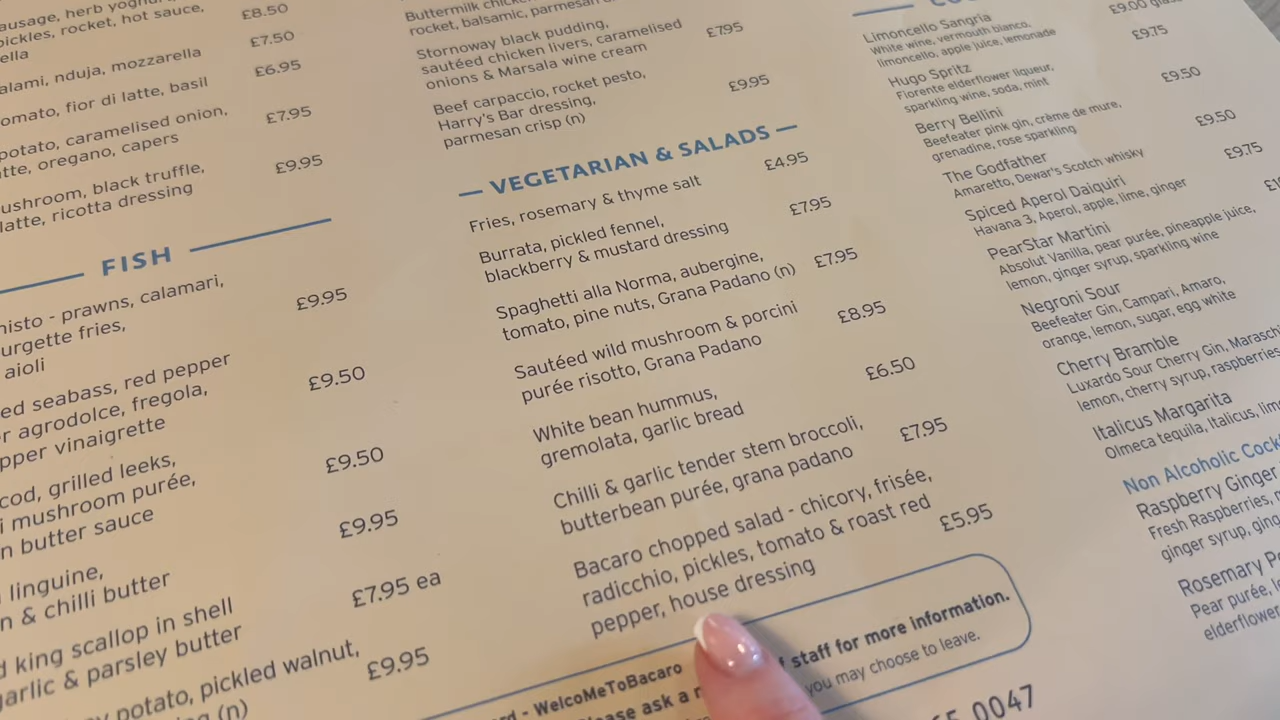 ausage, herb yoghu
pickles, rocket, hot sauce, £8.50
ella
alami, nduja, mozzarella £7.50
omato, fior di latte, basil £6.95
potato, caramelised onion, £7.95
atte, oregano, capers
ushroom, black truffle, £9.95
latte, ricotta dressing
FISH
misto - prawns, calamari, £9.95
urgette fries,
aioli
ed seabass, red pepper £9.50
r agrodolce, fregola,
pper vinaigrette
cod, grilled leeks, £9.50
i mushroom purée,
n butter sauce
linguine, £9.95
n & chilli butter
d king scallop in shell £7.95 ea
garlic & parsley butter
potato, pickled walnut, £9.95
(n)
Buttermilk chick
rocket, balsamic, parmesan
Stornoway black pudding, £7.95
sautéed chicken livers, caramelised
onions & Marsala wine cream
Beef carpaccio, rocket pesto, £9.95
Harry's Bar dressing,
parmesan crisp (n)
VEGETARIAN & SALADS
Fries, rosemary & thyme salt £4.95
Burrata, pickled fennel, £7.95
blackberry & mustard dressing
Spaghetti alla Norma, aubergine, £7.95
tomato, pine nuts, Grana Padano (n)
Sautéed wild mushroom & porcini £8.95
purée risotto, Grana Padano
White bean hummus, £6.50
gremolata, garlic bread
Chilli & garlic tender stem broccoli, £7.95
butterbean purée, grana padano
Bacaro chopped salad - chicory, frisée, £5.95
radicchio, pickles, tomato & roast red
pepper, house dressing
rd - WelcoMeToBacaro
lease ask a staff for more information.
you may choose to leave.
0047
£9.00 glass
Limoncello Sangria £9.75
White wine, vermouth blanco,
limoncello, apple juice, lemonade
Hugo Spritz £9.50
Fiorente elderflower liqueur,
sparkling wine, soda, mint
Berry Bellini £9.50
Beefeater pink gin, crème de mure,
grenadine, rose sparkling
The Godfather £9.75
Amaretto, Dewar's Scotch whisky
Spiced Aperol Daiquiri
Havana 3, Aperol, apple, lime, ginger
PearStar Martini
Absolut Vanilla, pear purée, pineapple juice,
lemon, ginger syrup, sparkling wine
Negroni Sour
Beefeater Gin, Campari, Amaro,
orange, lemon, sugar, egg white
Cherry Bramble
Luxardo Sour Cherry Gin, Marasch
lemon, cherry syrup, raspberries
Italicus Margarita
Olmeca tequila, Italicus, lim
Non Alcoholic Cock
Raspberry Ginger
Fresh Raspberries,
ginger syrup, ging
Rosemary P
Pear purée, l
elderflower